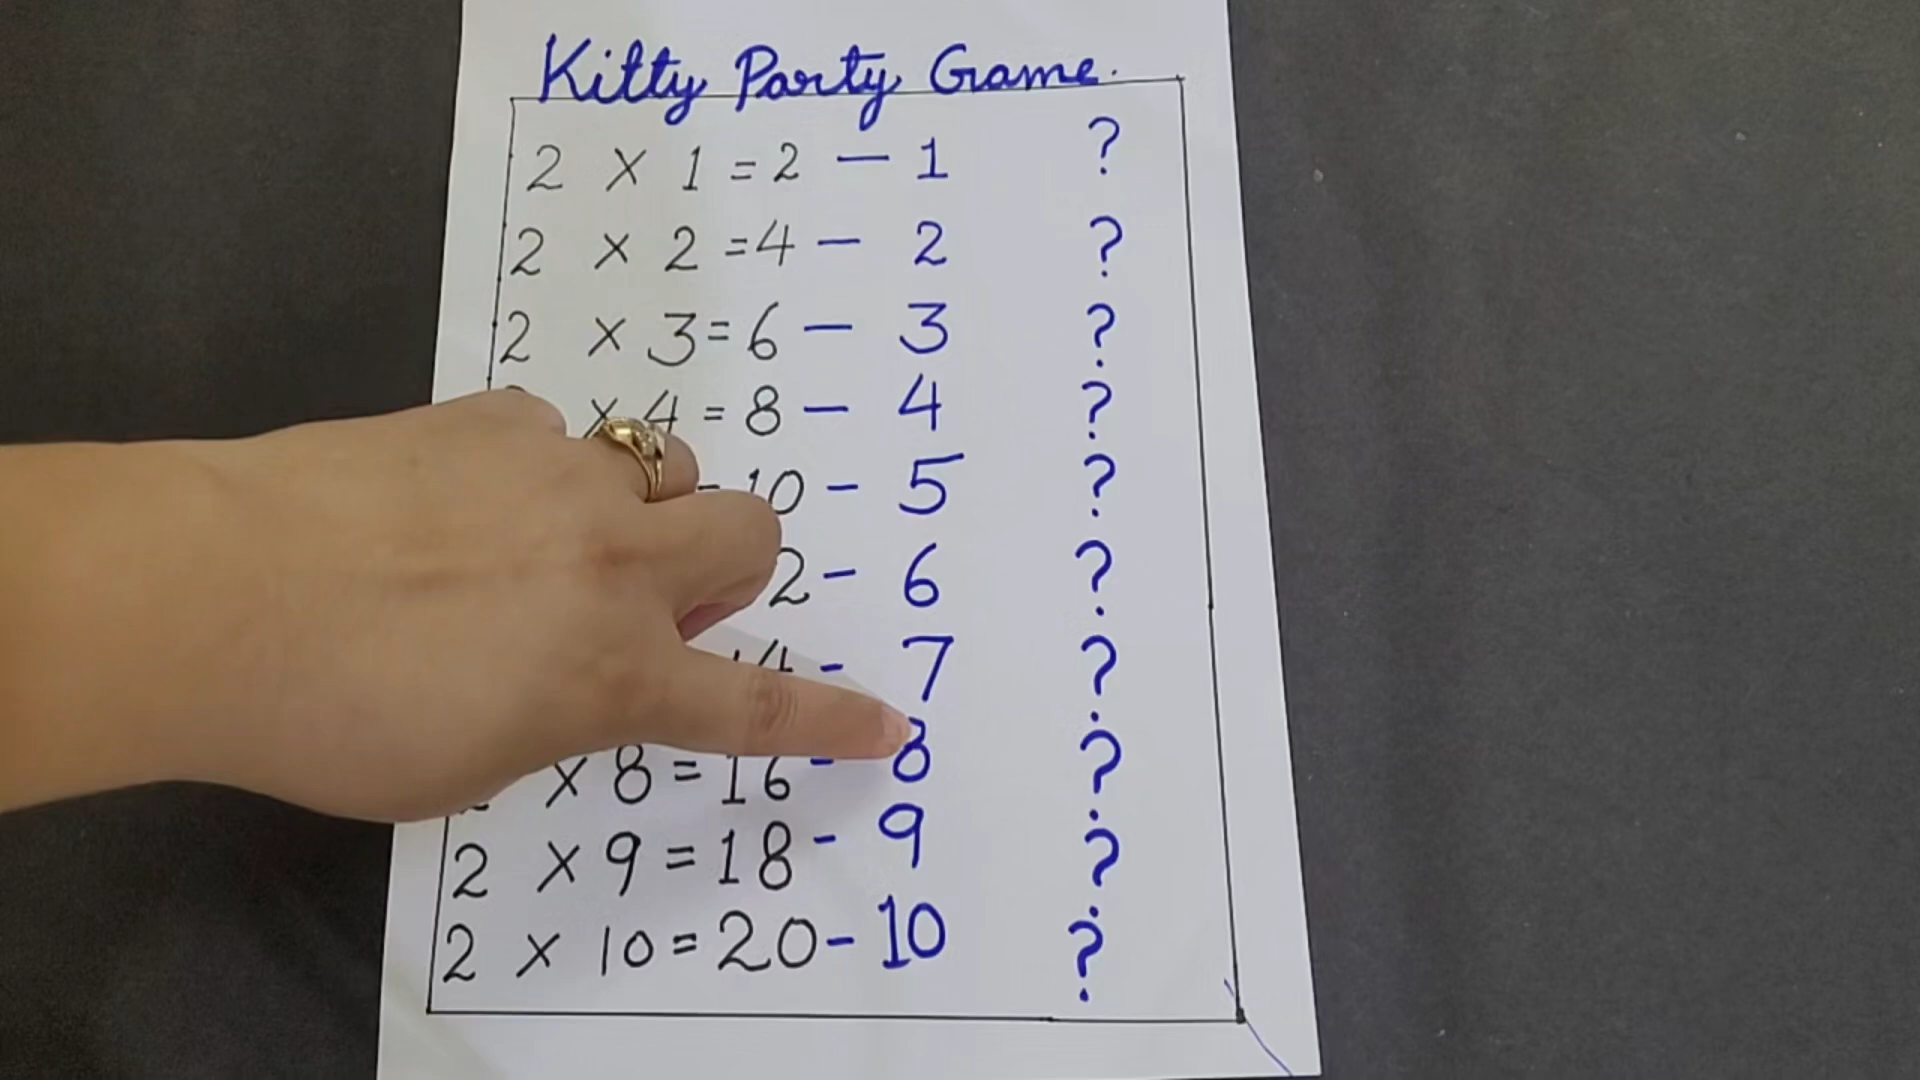 Kitty Party Game.
2 x 1 = 2 — 1 ?
2 x 2 = 4 — 2 ?
2 x 3 = 6 — 3 ?
x 4 = 8 — 4 ?
= 10 - 5 ?
2 - 6 ?
14 - 7 ?
x 8 = 16 - 8 ?
2 x 9 = 18 - 9 ?
2 x 10 = 20 - 10 ?